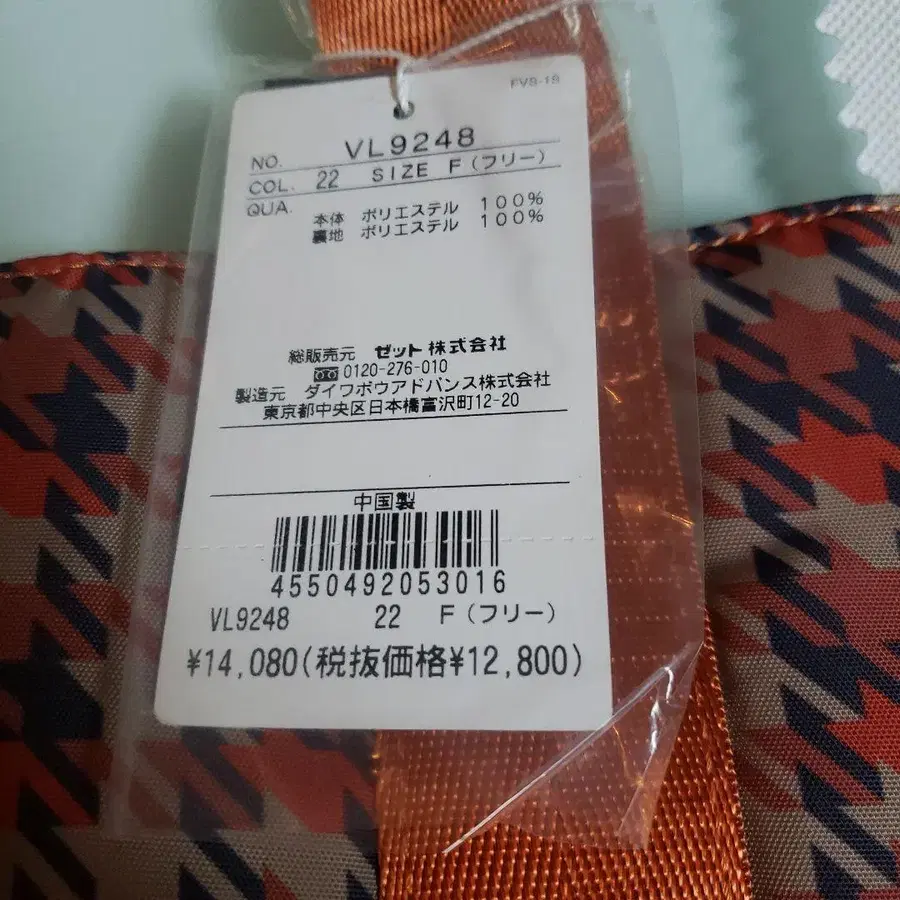 FVS-19
NO. VL9248
COL. 22 SIZE F(フリー)
QUA.
本体 ポリエステル 100%
裏地 ポリエステル 100%
総販売元 ゼット株式会社
0120-276-010
製造元 ダイワボウアドバンス株式会社
東京都中央区日本橋富沢町12-20
中国製
4550492053016
VL9248 22 F(フリー)
¥14,080(税抜価格¥12,800)